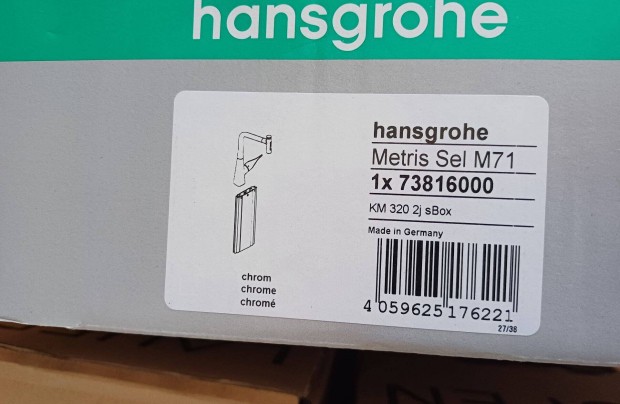 hansgrohe
hansgrohe
Metris Sel M71
1x 73816000
KM 320 2j sBox
Made in Germany
chrom
chrome
chromé
4 059625 176221
27/38